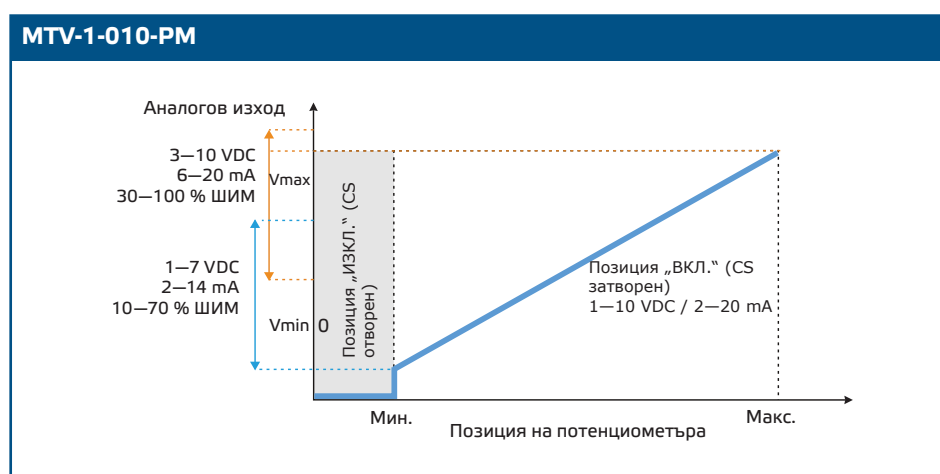 MTV-1-010-PM
Аналогов изход
3—10 VDC
6—20 mA
30—100 % ШИМ
Vmax
1—7 VDC
2—14 mA
10—70 % ШИМ
Vmin
0
Позиция „ИЗКЛ.“ (CS
отворен)
Позиция „ВКЛ.“ (CS
затворен)
1—10 VDC / 2—20 mA
Мин.
Макс.
Позиция на потенциометъра